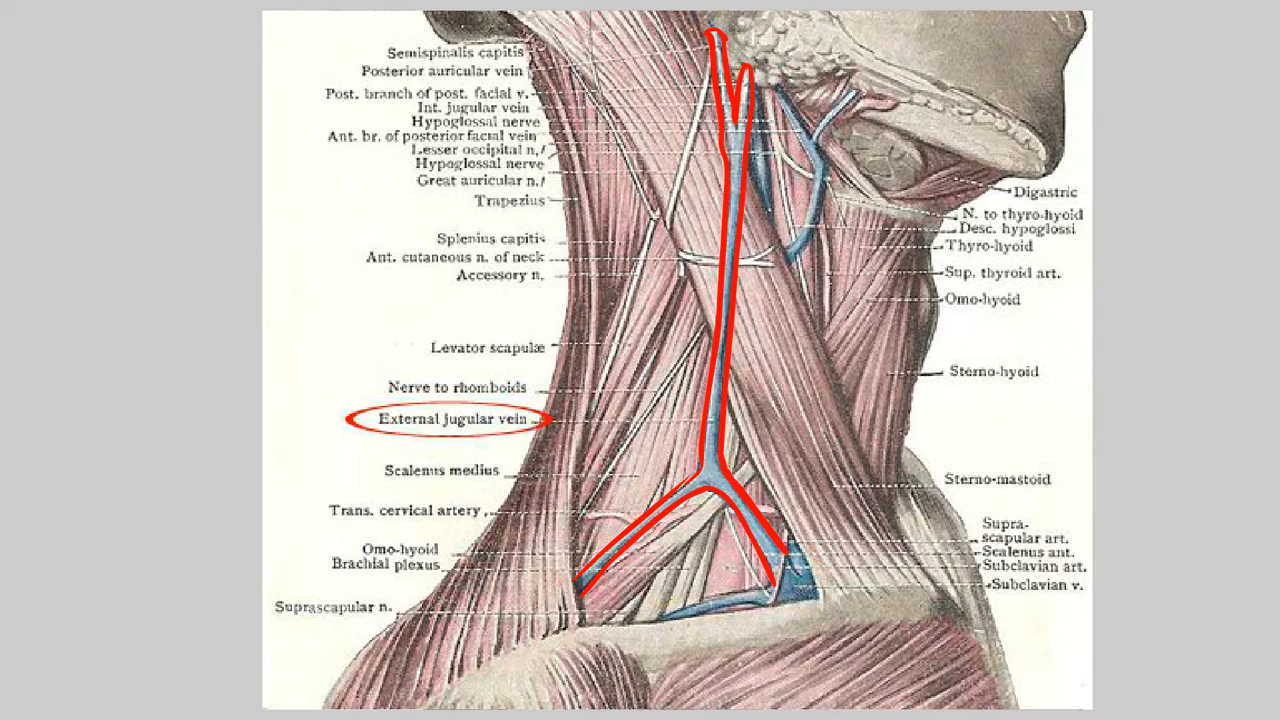 Semispinalis capitis
Posterior auricular vein
Post. branch of post. facial v.
Int. jugular vein
Hypoglossal nerve
Ant. br. of posterior facial vein
Lesser occipital n.
Hypoglossal nerve
Great auricular n.
Trapezius
Splenius capitis
Ant. cutaneous n. of neck
Accessory n.
Levator scapulæ
Nerve to rhomboids
External jugular vein
Scalenus medius
Trans. cervical artery
Omo-hyoid
Brachial plexus
Suprascapular n.
Digastric
N. to thyro-hyoid
Desc. hypoglossi
Thyro-hyoid
Sup. thyroid art.
Omo-hyoid
Sterno-hyoid
Sterno-mastoid
Supra-
scapular art.
Scalenus ant.
Subclavian art.
Subclavian v.